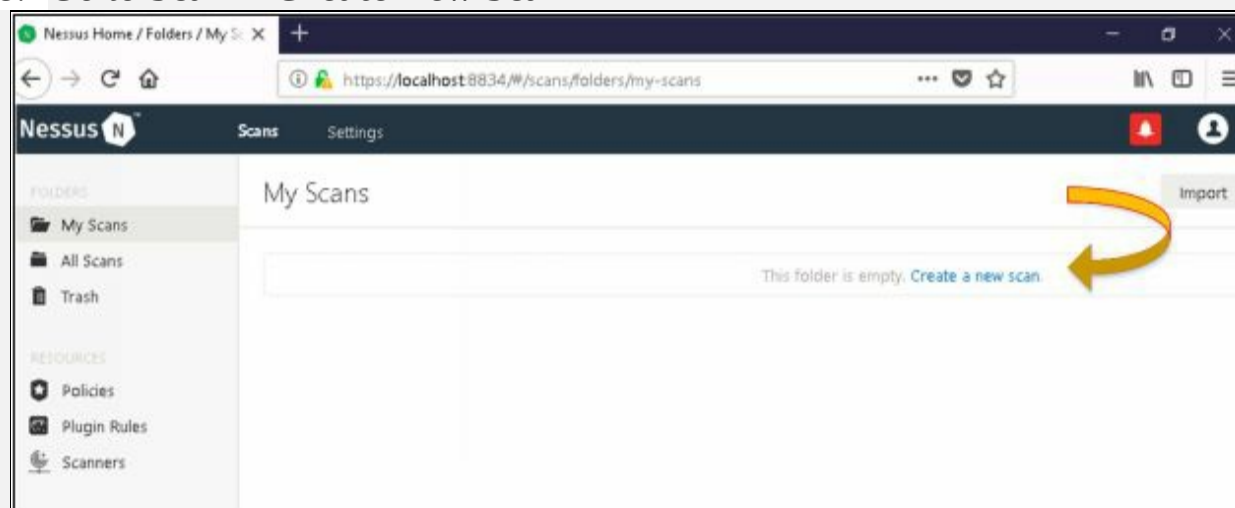 Nessus Home / Folders / My Sc
https://localhost:8834/#/scans/folders/my-scans
Nessus N
Scans
Settings
FOLDERS
My Scans
All Scans
Trash
RESOURCES
Policies
Plugin Rules
Scanners
My Scans
Import
This folder is empty. Create a new scan.